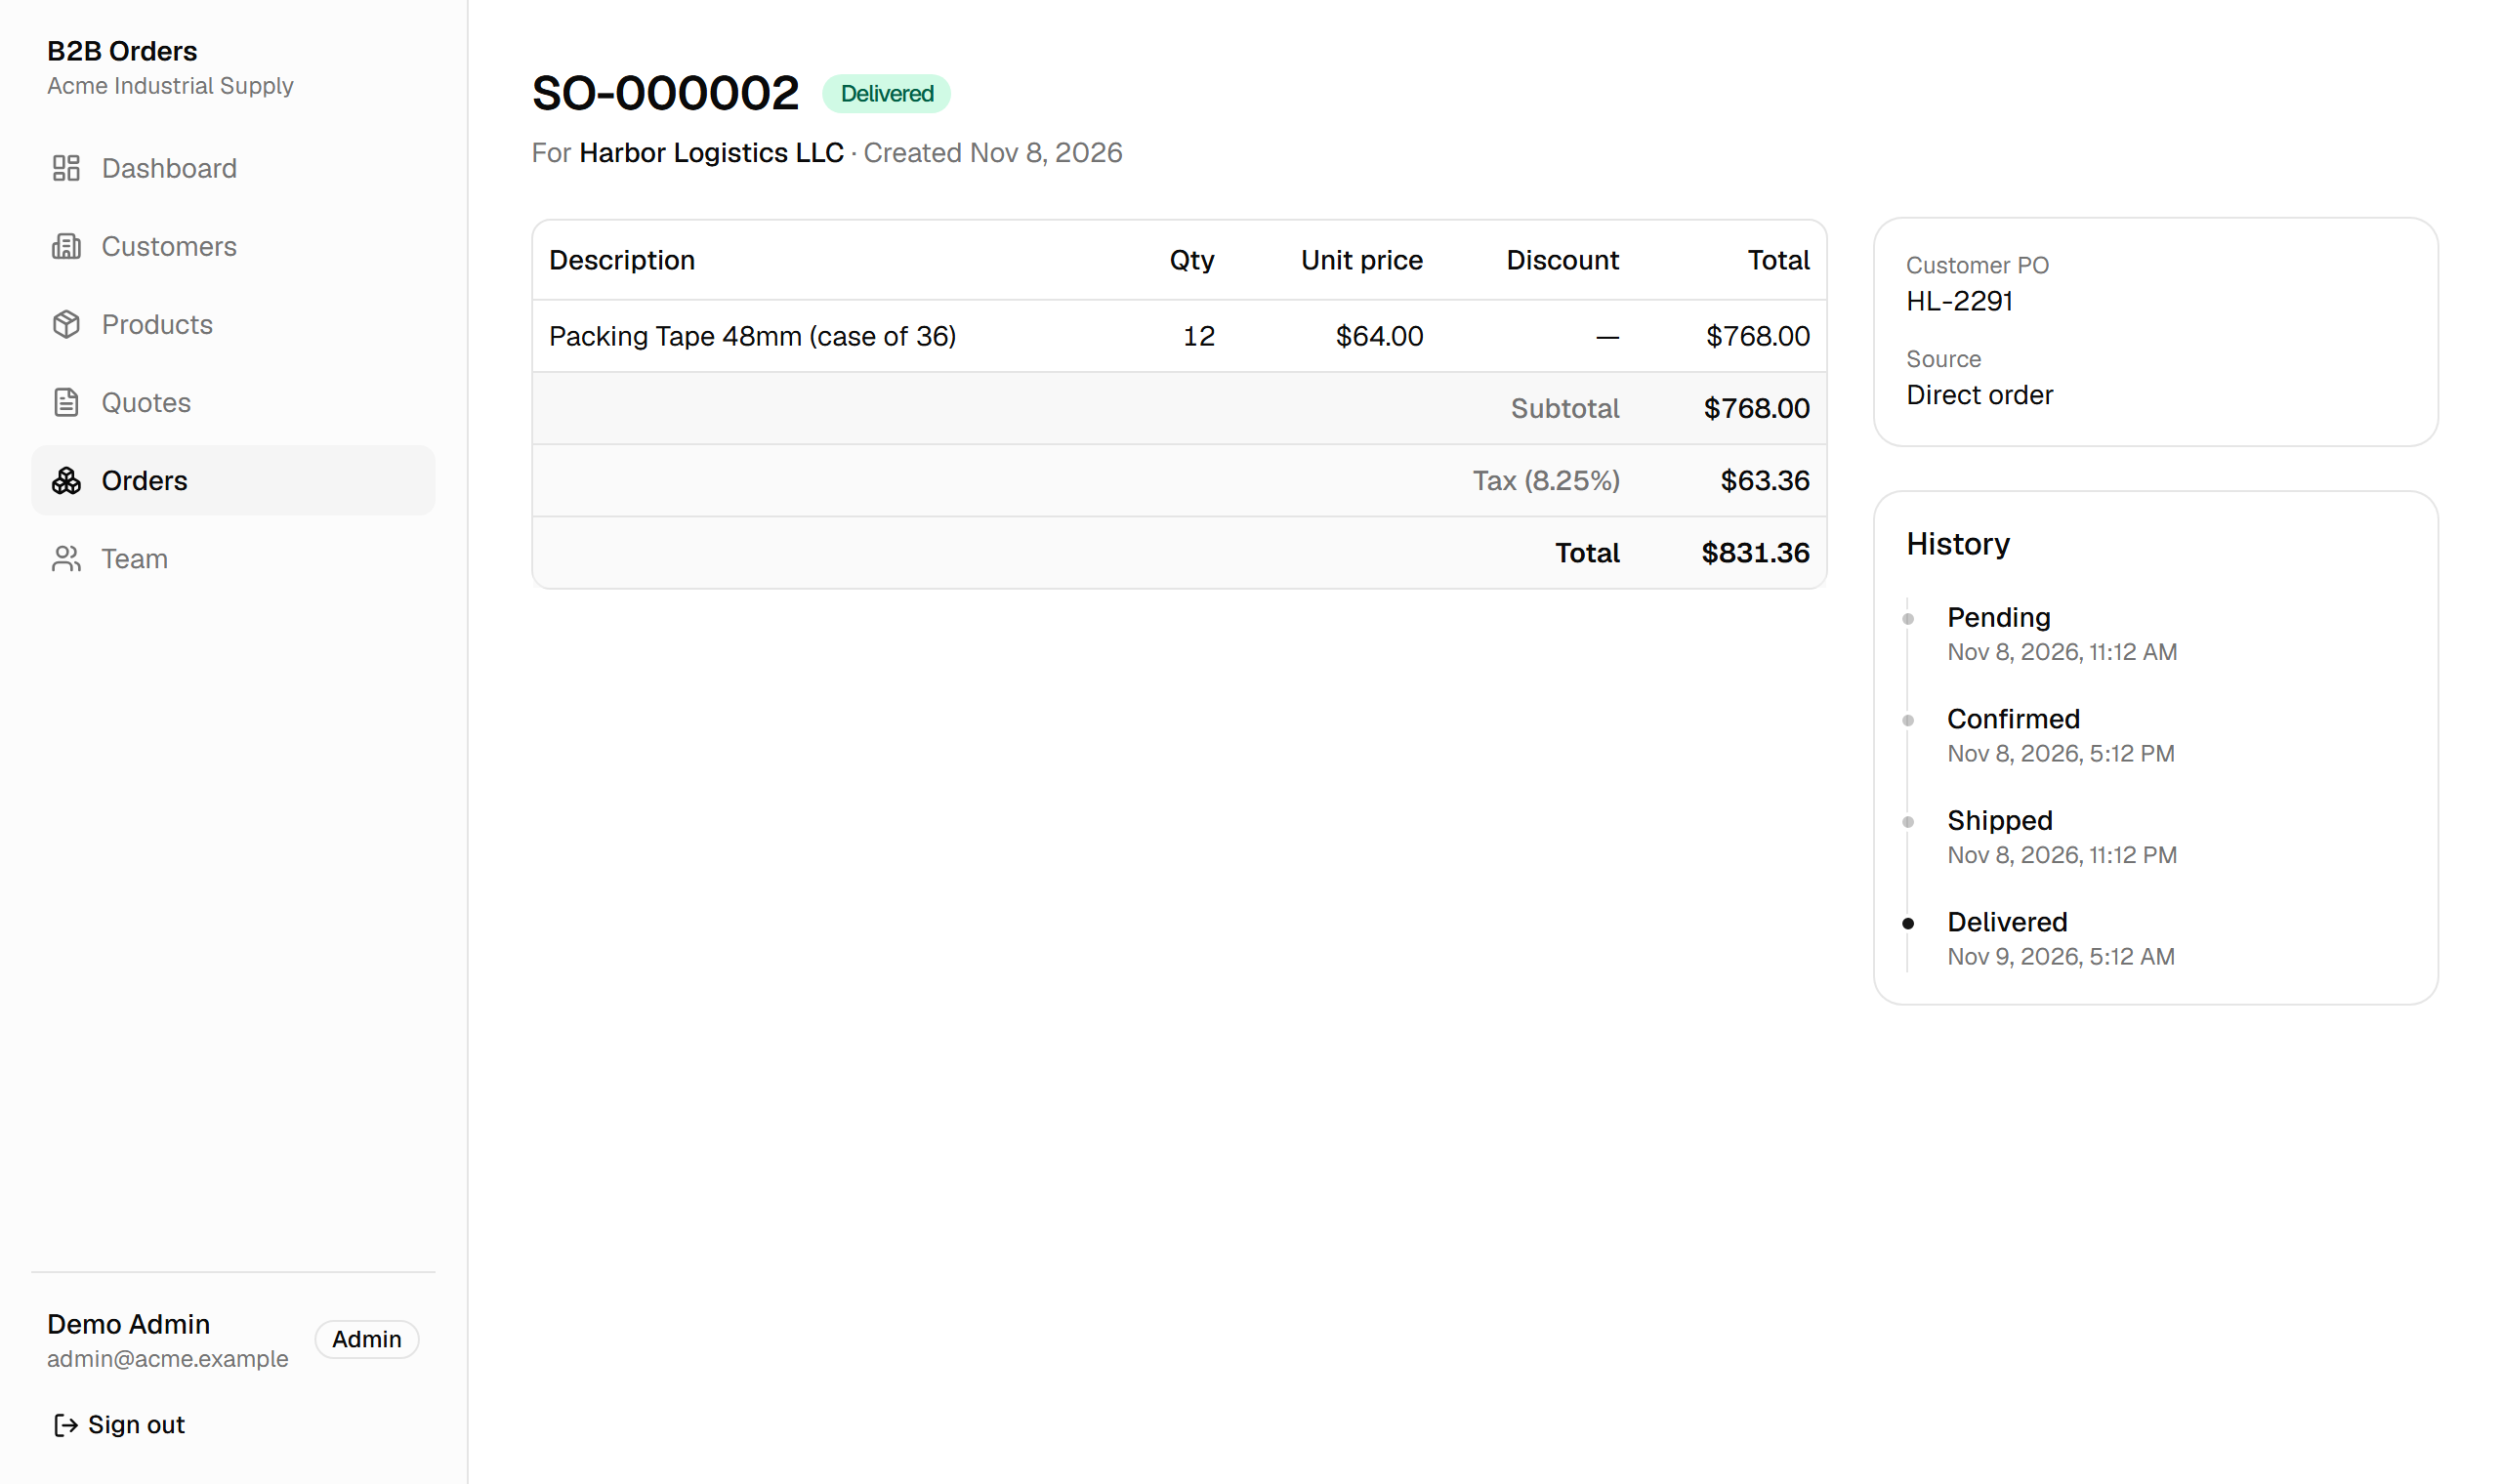 B2B Orders
Acme Industrial Supply
Dashboard
Customers
Products
Quotes
Orders
Team
Demo Admin
admin@acme.example
Admin
Sign out
SO-000002 Delivered
For Harbor Logistics LLC · Created Nov 8, 2026
Description Qty Unit price Discount Total
Packing Tape 48mm (case of 36) 12 $64.00 — $768.00
Subtotal $768.00
Tax (8.25%) $63.36
Total $831.36
Customer PO
HL-2291
Source
Direct order
History
Pending
Nov 8, 2026, 11:12 AM
Confirmed
Nov 8, 2026, 5:12 PM
Shipped
Nov 8, 2026, 11:12 PM
Delivered
Nov 9, 2026, 5:12 AM